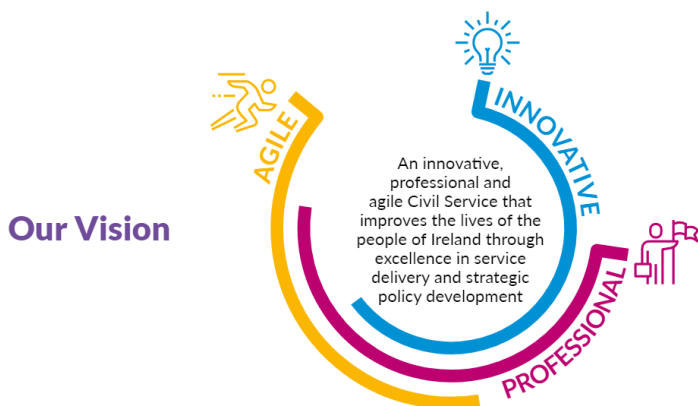 Our Vision
AGILE
INNOVATIVE
PROFESSIONAL
An innovative,
professional and
agile Civil Service that
improves the lives of the
people of Ireland through
excellence in service
delivery and strategic
policy development